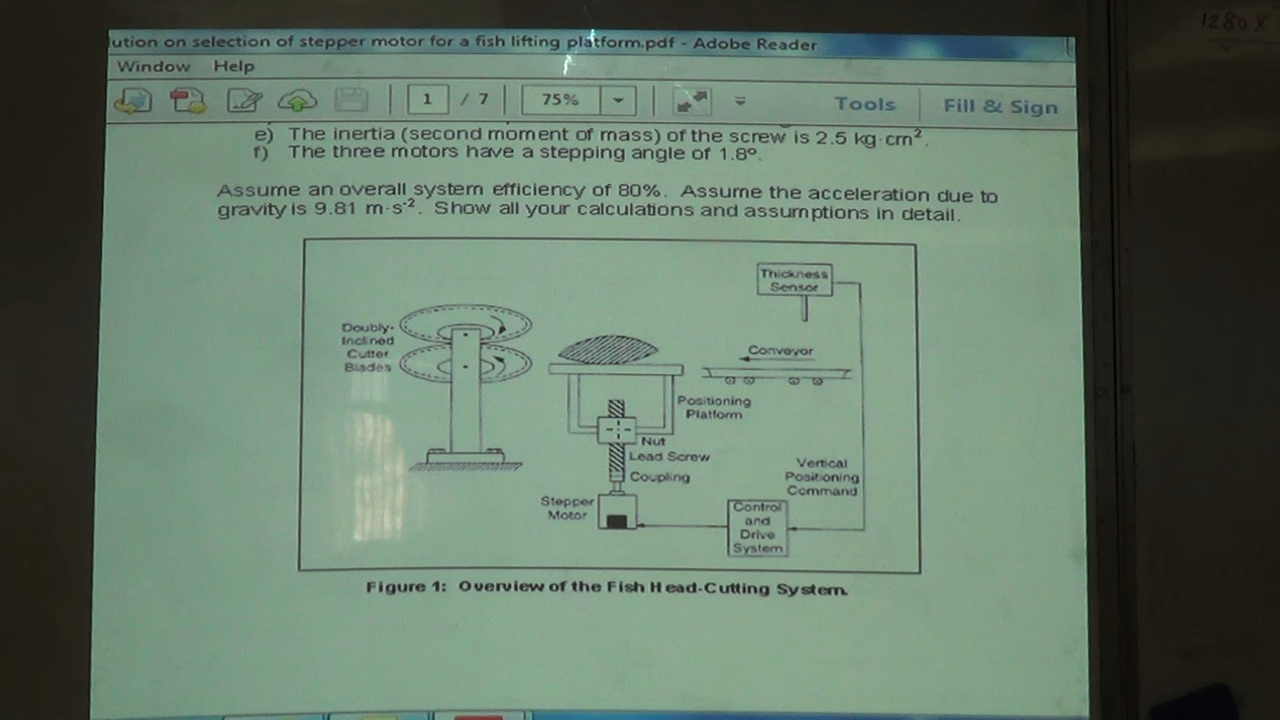 1280 x
ution on selection of stepper motor for a fish lifting platform.pdf - Adobe Reader
Window Help
1 / 7 75% Tools Fill & Sign
e) The inertia (second moment of mass) of the screw is 2.5 kg·cm².
f) The three motors have a stepping angle of 1.8º.
Assume an overall system efficiency of 80%. Assume the acceleration due to
gravity is 9.81 m·s⁻². Show all your calculations and assumptions in detail.
Thickness
Sensor
Doubly-
Inclined
Cutter
Blades
Conveyor
Positioning
Platform
Nut
Lead Screw
Coupling
Vertical
Positioning
Command
Stepper
Motor
Control
and
Drive
System
Figure 1: Overview of the Fish Head-Cutting System.